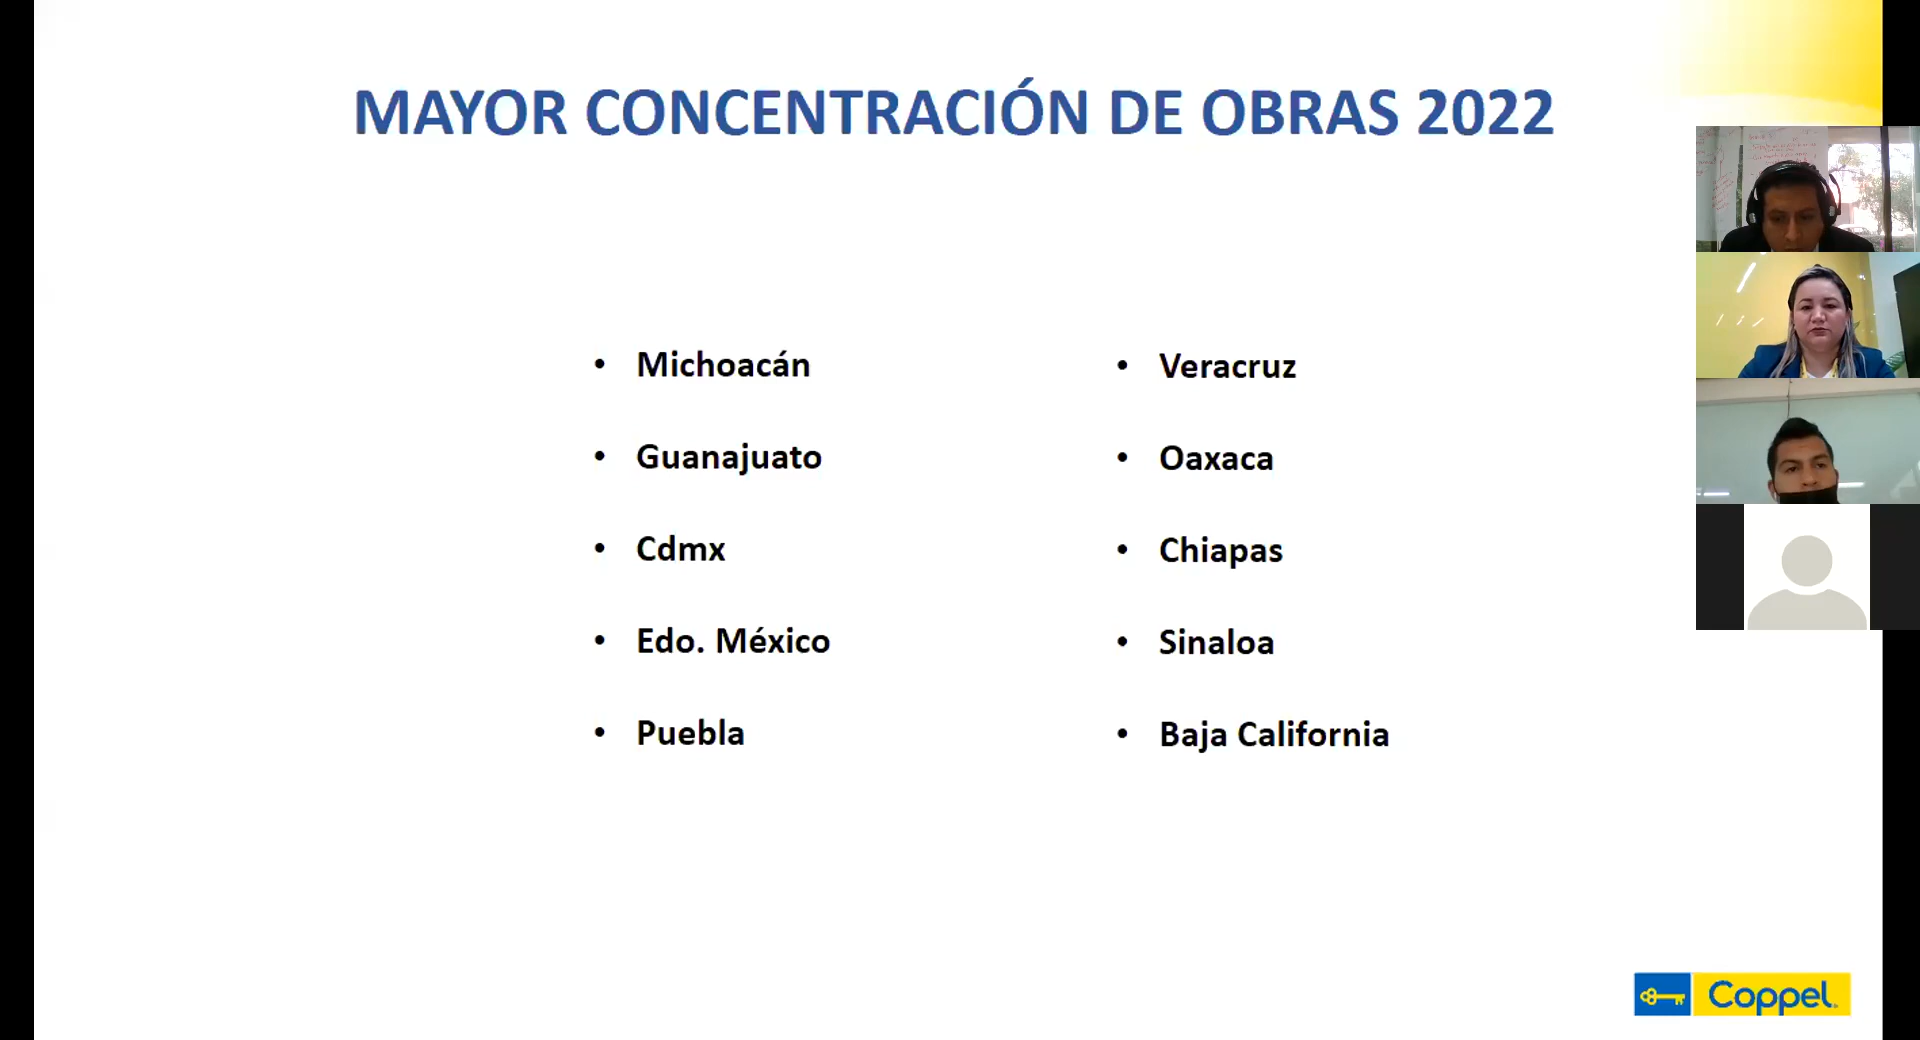 MAYOR CONCENTRACIÓN DE OBRAS 2022
• Michoacán
• Guanajuato
• Cdmx
• Edo. México
• Puebla
• Veracruz
• Oaxaca
• Chiapas
• Sinaloa
• Baja California
Coppel